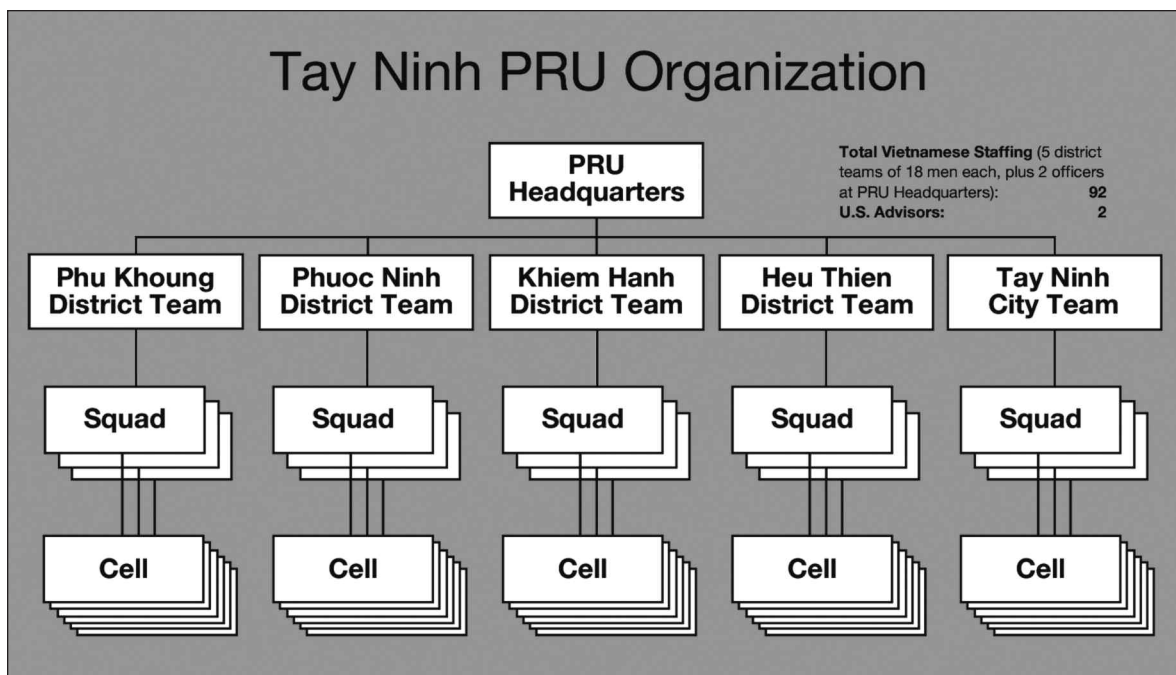 Tay Ninh PRU Organization
PRU
Headquarters
Total Vietnamese Staffing (5 district
teams of 18 men each, plus 2 officers
at PRU Headquarters): 92
U.S. Advisors: 2
Phu Khoung
District Team
Phuoc Ninh
District Team
Khiem Hanh
District Team
Heu Thien
District Team
Tay Ninh
City Team
Squad
Squad
Squad
Squad
Squad
Cell
Cell
Cell
Cell
Cell